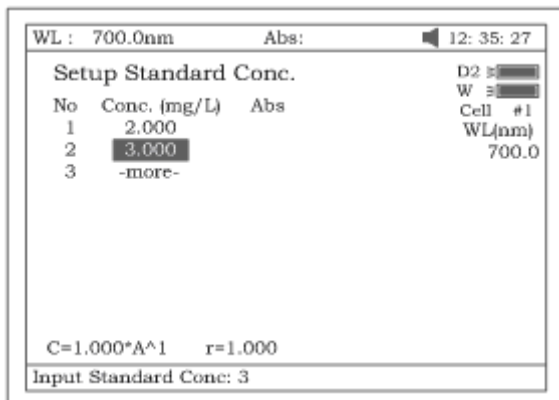 WL : 700.0nm Abs: 12: 35: 27
Setup Standard Conc.
D2
W
No Conc. (mg/L) Abs
Cell #1
1 2.000
WL(nm)
2 3.000
700.0
3 -more-
C=1.000*A^1 r=1.000
Input Standard Conc: 3